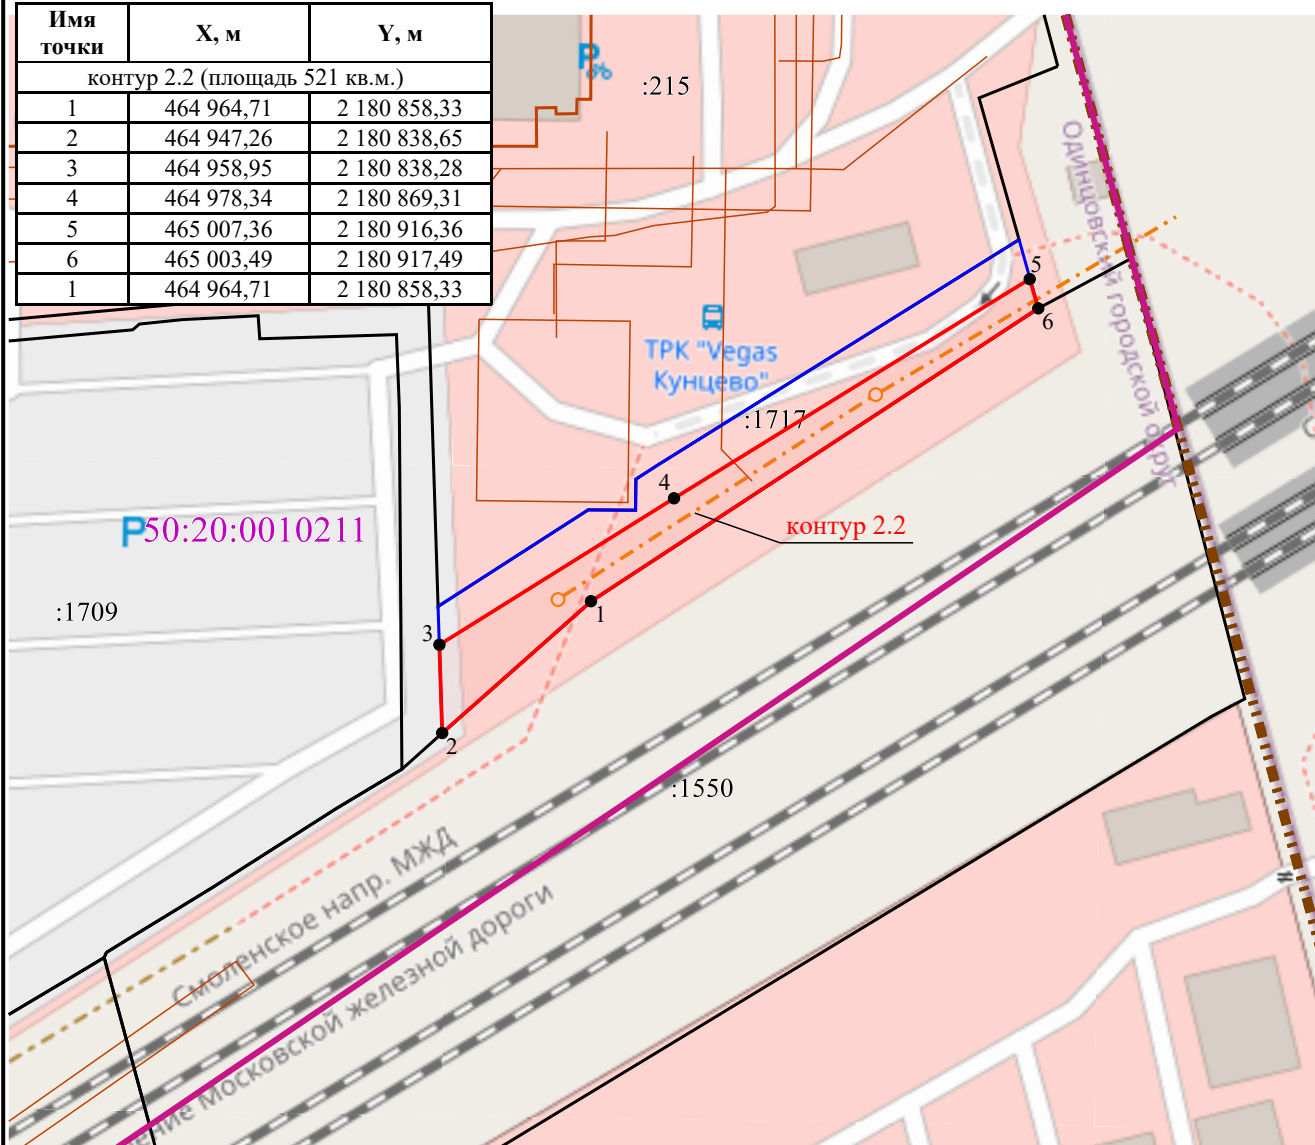 Имя точки X, м Y, м
контур 2.2 (площадь 521 кв.м.)
1 464 964,71 2 180 858,33
2 464 947,26 2 180 838,65
3 464 958,95 2 180 838,28
4 464 978,34 2 180 869,31
5 465 007,36 2 180 916,36
6 465 003,49 2 180 917,49
1 464 964,71 2 180 858,33
P
:215
Одинцовский городской округ
5
6
ТРК "Vegas
Кунцево"
:1717
4
контур 2.2
P
50:20:0010211
:1709
1
3
2
:1550
Смоленское напр. МЖД
ение Московской железной дороги